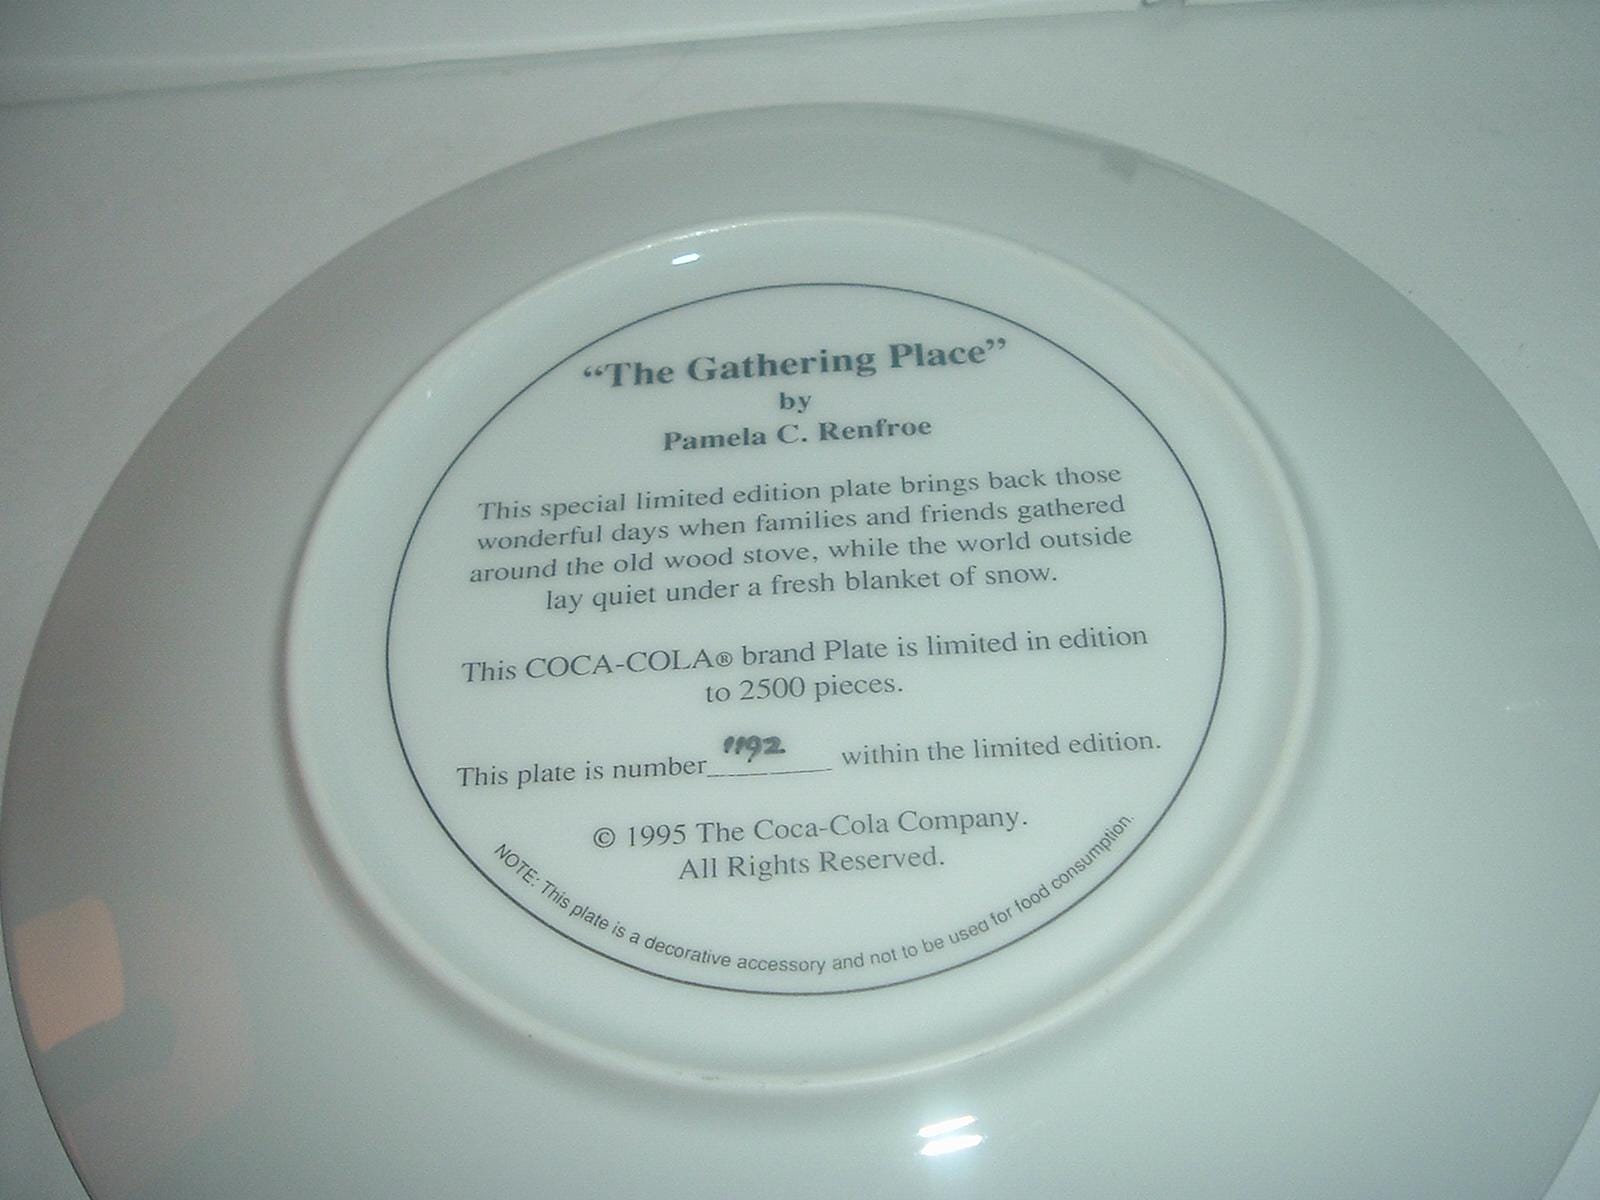 “The Gathering Place”
by
Pamela C. Renfroe
This special limited edition plate brings back those
wonderful days when families and friends gathered
around the old wood stove, while the world outside
lay quiet under a fresh blanket of snow.
This COCA-COLA® brand Plate is limited in edition
to 2500 pieces.
This plate is number 1192 within the limited edition.
© 1995 The Coca-Cola Company.
All Rights Reserved.
NOTE: This plate is a decorative accessory and not to be used for food consumption.